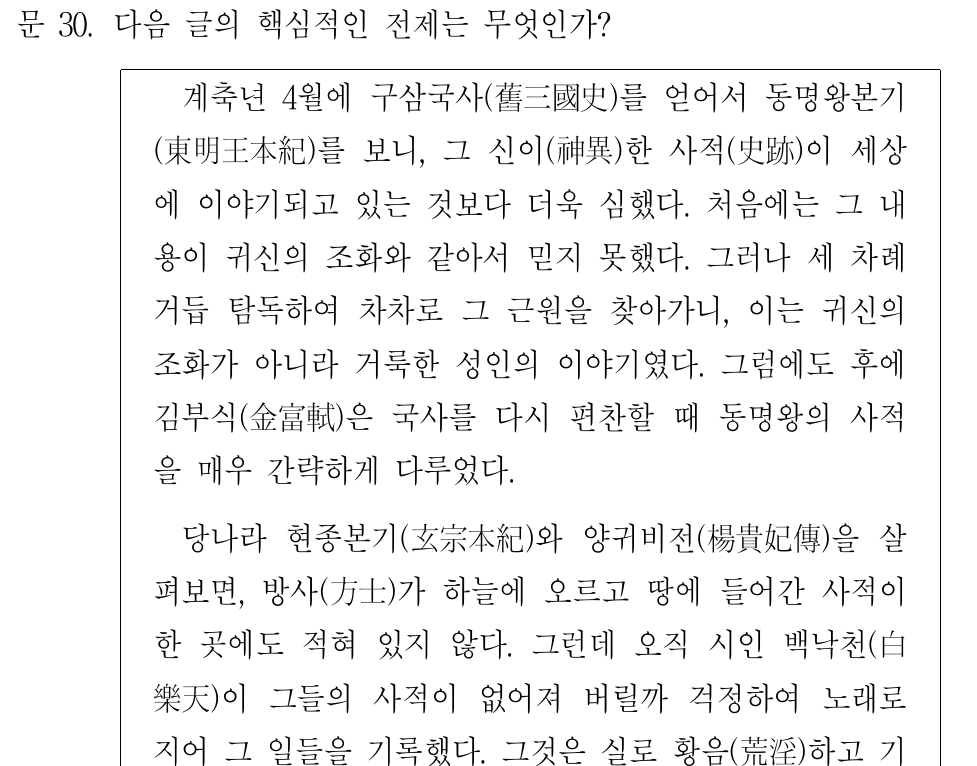 문 30. 다음 글의 핵심적인 전제는 무엇인가?
계축년 4월에 구삼국사(舊三國史)를 얻어서 동명왕본기
(東明王本紀)를 보니, 그 신이(神異)한 사적(史跡)이 세상
에 이야기되고 있는 것보다 더욱 심했다. 처음에는 그 내
용이 귀신의 조화와 같아서 믿지 못했다. 그러나 세 차례
거듭 탐독하여 차차로 그 근원을 찾아가니, 이는 귀신의
조화가 아니라 거룩한 성인의 이야기였다. 그럼에도 후에
김부식(金富軾)은 국사를 다시 편찬할 때 동명왕의 사적
을 매우 간략하게 다루었다.
당나라 현종본기(玄宗本紀)와 양귀비전(楊貴妃傳)을 살
펴보면, 방사(方士)가 하늘에 오르고 땅에 들어간 사적이
한 곳에도 적혀 있지 않다. 그런데 오직 시인 백낙천(白
樂天)이 그들의 사적이 없어져 버릴까 걱정하여 노래로
지어 그 일들을 기록했다. 그것은 실로 황음(荒淫)하고 기